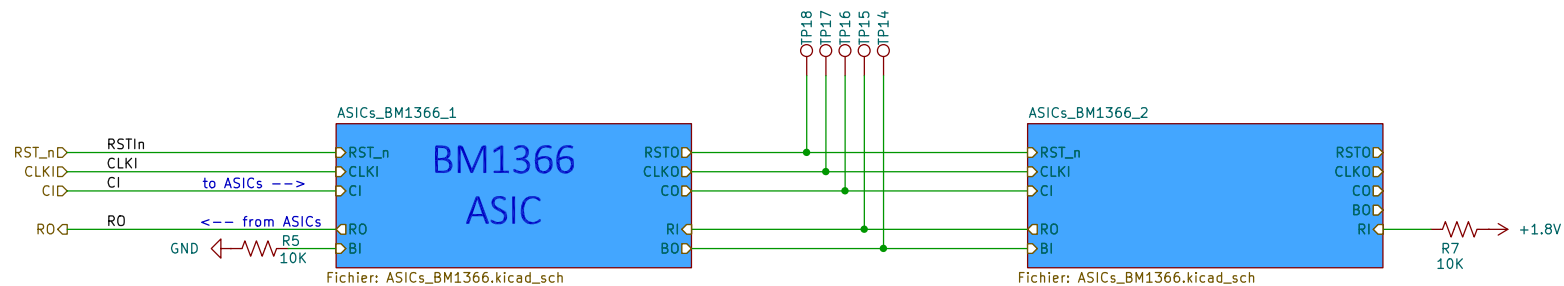 TP18
TP17
TP16
TP15
TP14
ASICs_BM1366_1
ASICs_BM1366_2
RST_n
RSTIn
RST_n
BM1366
RSTO
RST_n
RSTO
CLKI
CLKI
CLKI
CLKO
CLKI
CLKO
CI
CI
to ASICs -->
CI
CO
CI
CO
ASIC
BO
RO
RO
<-- from ASICs
RO
RI
RO
RI
+1.8V
GND
R5
10K
BI
BO
BI
R7
10K
Fichier: ASICs_BM1366.kicad_sch
Fichier: ASICs_BM1366.kicad_sch